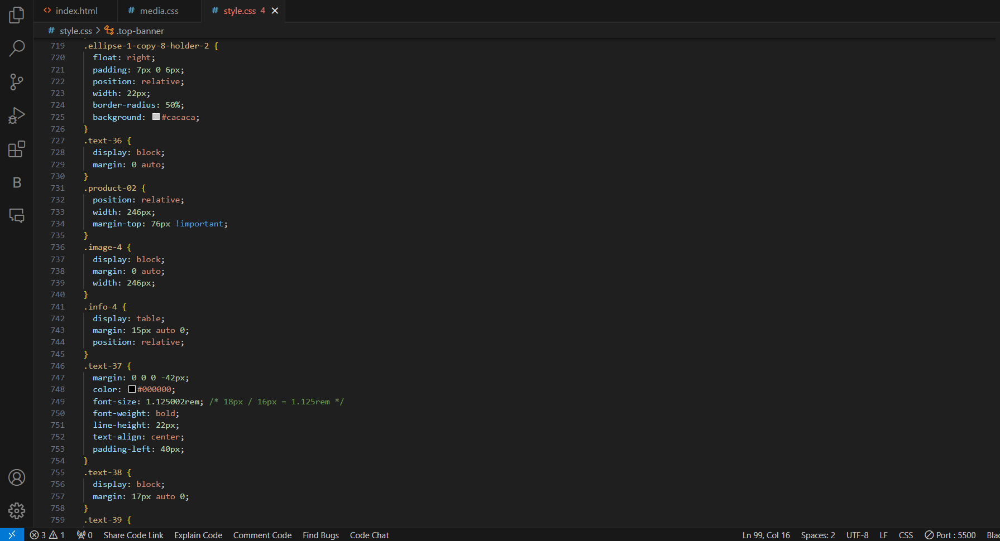 index.html
media.css
style.css 4
style.css > .top-banner
719 .ellipse-1-copy-8-holder-2 {
720 float: right;
721 padding: 7px 0 6px;
722 position: relative;
723 width: 22px;
724 border-radius: 50%;
725 background: #cacaca;
726 }
727 .text-36 {
728 display: block;
729 margin: 0 auto;
730 }
731 .product-02 {
732 position: relative;
733 width: 246px;
734 margin-top: 76px !important;
735 }
736 .image-4 {
737 display: block;
738 margin: 0 auto;
739 width: 246px;
740 }
741 .info-4 {
742 display: table;
743 margin: 15px auto 0;
744 position: relative;
745 }
746 .text-37 {
747 margin: 0 0 0 -42px;
748 color: #000000;
749 font-size: 1.125002rem; /* 18px / 16px = 1.125rem */
750 font-weight: bold;
751 line-height: 22px;
752 text-align: center;
753 padding-left: 40px;
754 }
755 .text-38 {
756 display: block;
757 margin: 17px auto 0;
758 }
759 .text-39 {
B
3 1 0 Share Code Link Explain Code Comment Code Find Bugs Code Chat Ln 99, Col 16 Spaces: 2 UTF-8 LF CSS Port : 5500 Blac